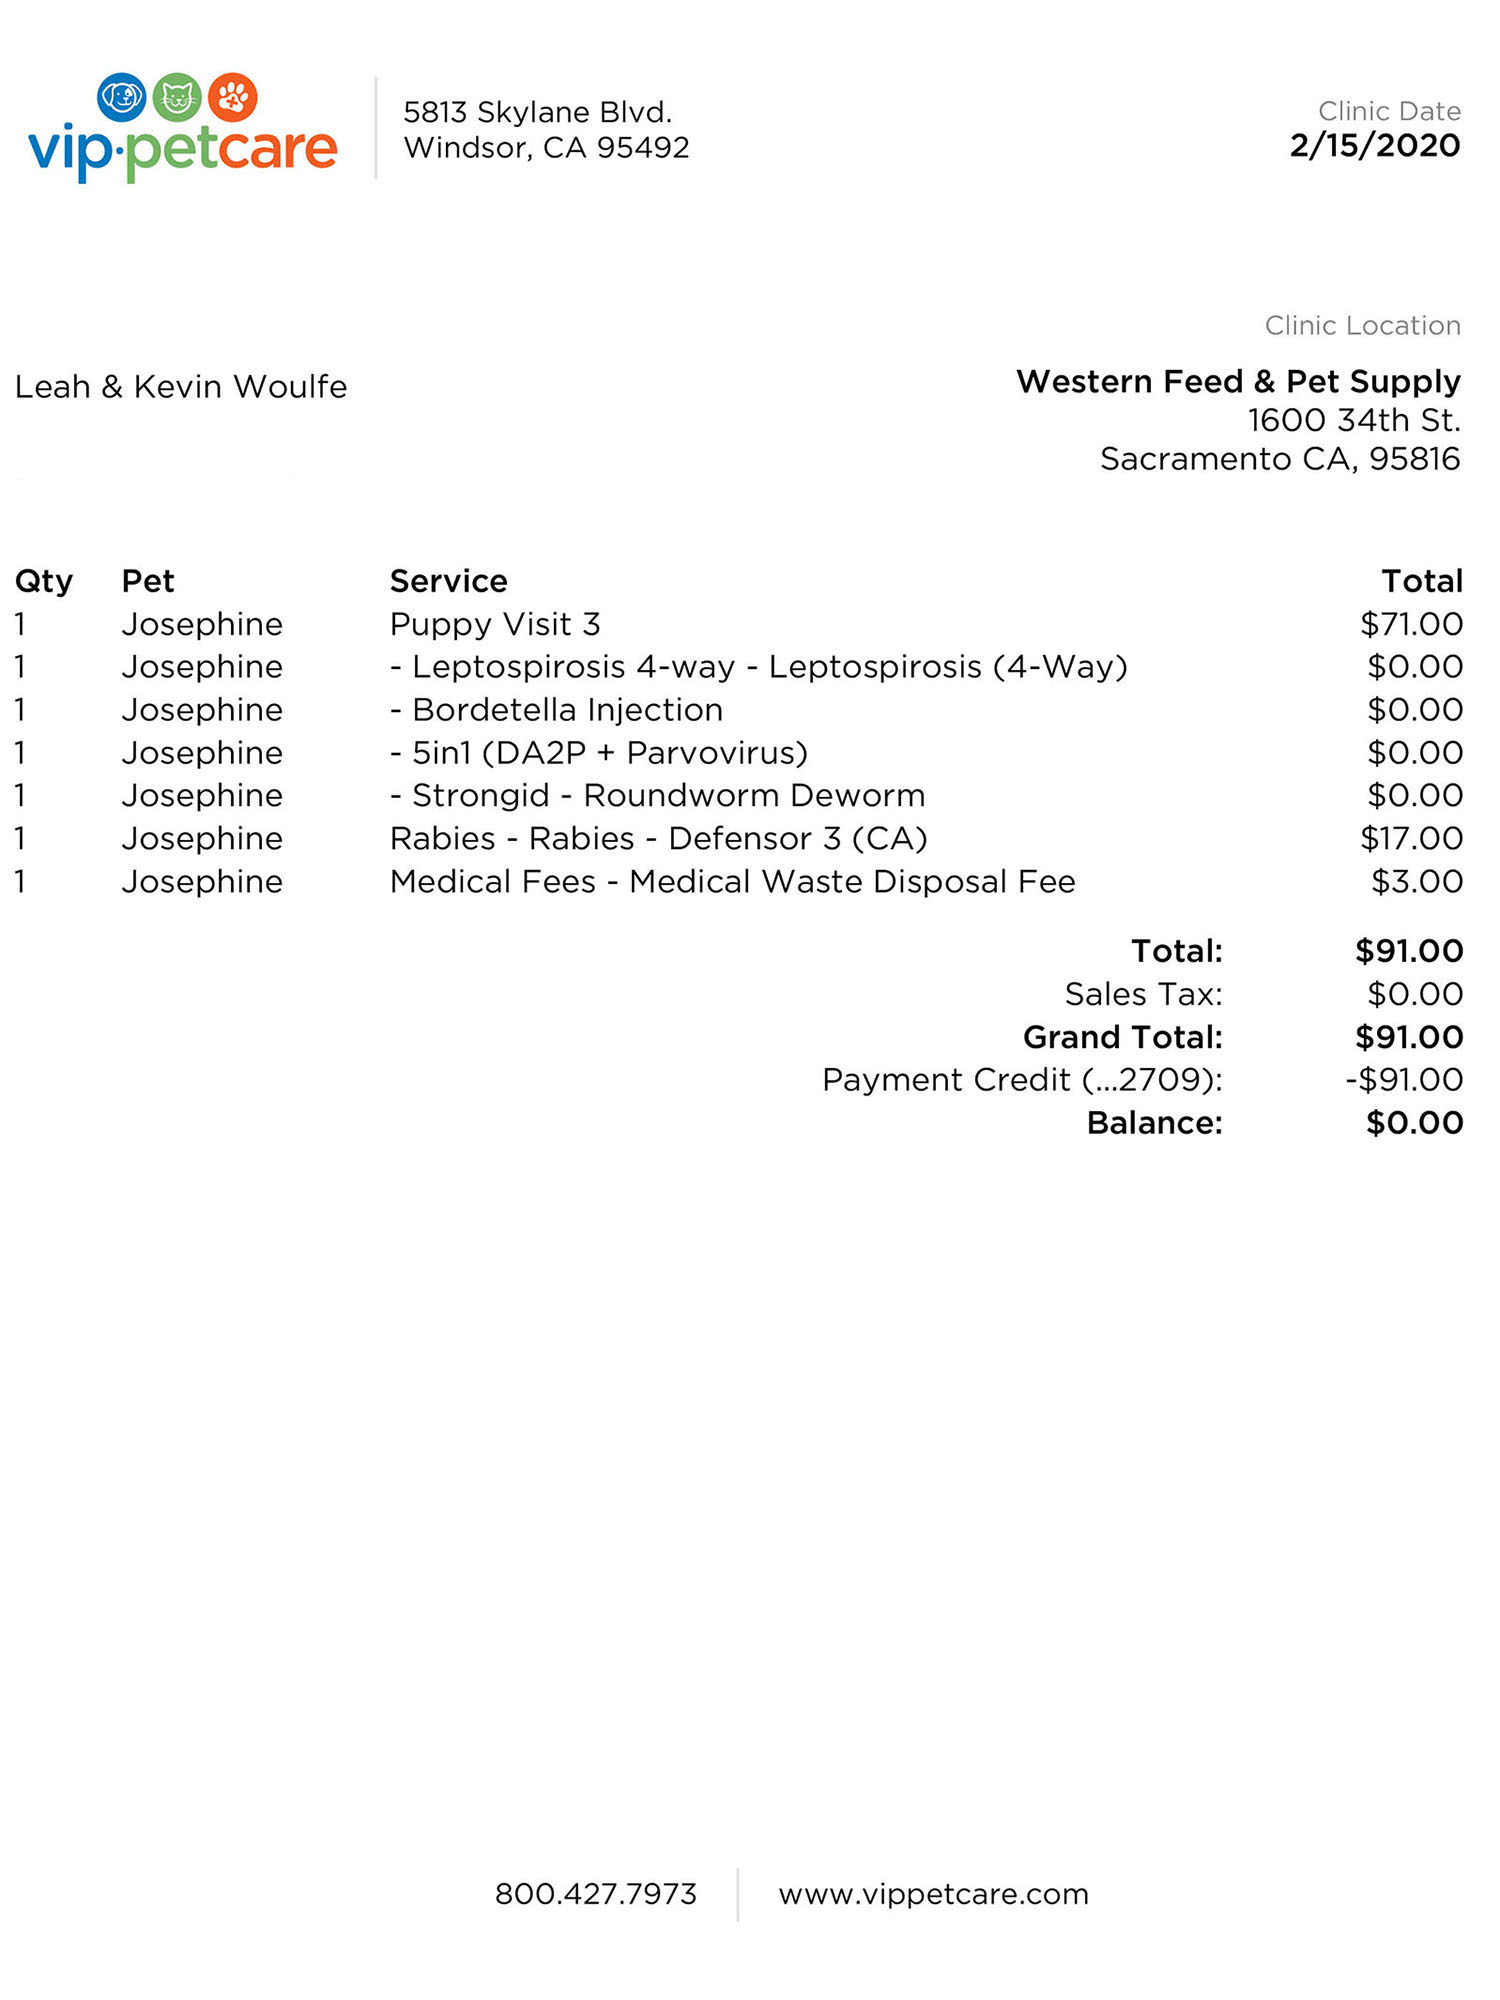 vip·petcare
5813 Skylane Blvd.
Windsor, CA 95492
Clinic Date
2/15/2020
Clinic Location
Leah & Kevin Woulfe
Western Feed & Pet Supply
1600 34th St.
Sacramento CA, 95816
Qty Pet Service Total
1 Josephine Puppy Visit 3 $71.00
1 Josephine - Leptospirosis 4-way - Leptospirosis (4-Way) $0.00
1 Josephine - Bordetella Injection $0.00
1 Josephine - 5in1 (DA2P + Parvovirus) $0.00
1 Josephine - Strongid - Roundworm Deworm $0.00
1 Josephine Rabies - Rabies - Defensor 3 (CA) $17.00
1 Josephine Medical Fees - Medical Waste Disposal Fee $3.00
Total: $91.00
Sales Tax: $0.00
Grand Total: $91.00
Payment Credit (...2709): -$91.00
Balance: $0.00
800.427.7973
www.vippetcare.com